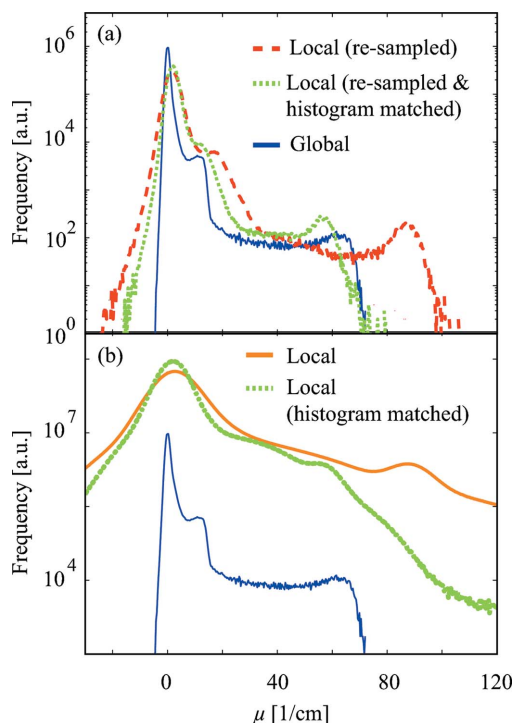 (a)
Local (re-sampled)
Local (re-sampled &
histogram matched)
Global
Frequency [a.u.]
10^6
10^4
10^2
10^0
(b)
Local
Local
(histogram matched)
Frequency [a.u.]
10
10^7
10^4
0
40
80
120
μ [1/cm]